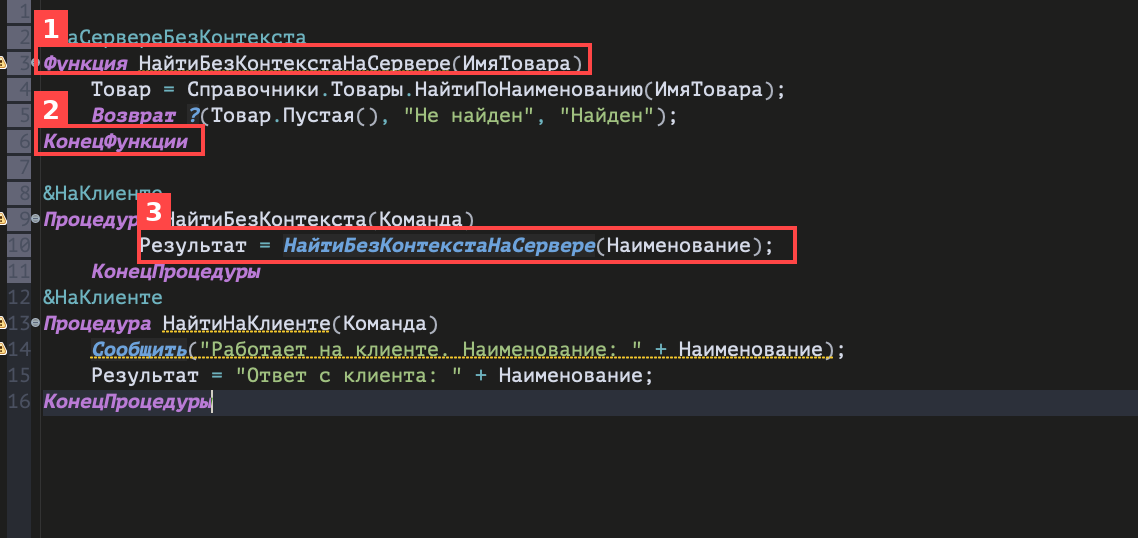 1
1
2 аСервереБезКонтекста
3 Функция НайтиБезКонтекстаНаСервере(ИмяТовара)
4 Товар = Справочники.Товары.НайтиПоНаименованию(ИмяТовара);
2
5 Возврат ?(Товар.Пустая(), "Не найден", "Найден");
6 КонецФункции
7
8 &НаКлиенте
3
9 Процедура НайтиБезКонтекста(Команда)
10 Результат = НайтиБезКонтекстаНаСервере(Наименование);
11 КонецПроцедуры
12 &НаКлиенте
13 Процедура НайтиНаКлиенте(Команда)
14 Сообщить("Работает на клиенте. Наименование: " + Наименование);
15 Результат = "Ответ с клиента: " + Наименование;
16 КонецПроцедуры